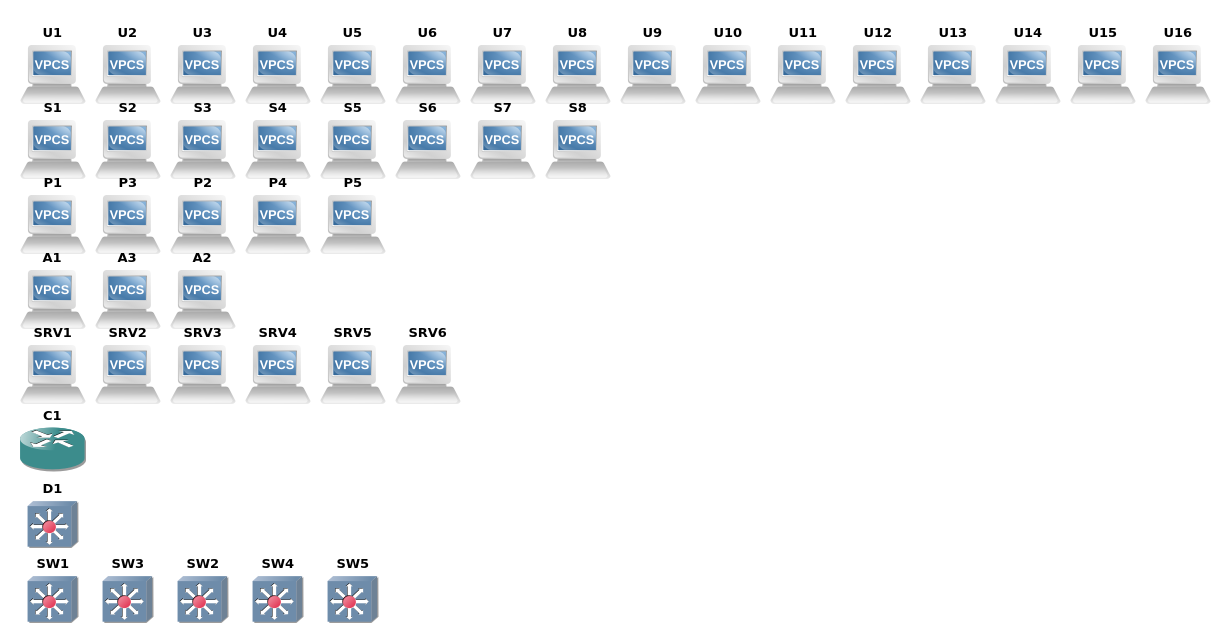 U1 U2 U3 U4 U5 U6 U7 U8 U9 U10 U11 U12 U13 U14 U15 U16
VPCS VPCS VPCS VPCS VPCS VPCS VPCS VPCS VPCS VPCS VPCS VPCS VPCS VPCS VPCS VPCS
S1 S2 S3 S4 S5 S6 S7 S8
VPCS VPCS VPCS VPCS VPCS VPCS VPCS VPCS
P1 P3 P2 P4 P5
VPCS VPCS VPCS VPCS VPCS
A1 A3 A2
VPCS VPCS VPCS
SRV1 SRV2 SRV3 SRV4 SRV5 SRV6
VPCS VPCS VPCS VPCS VPCS VPCS
C1
D1
SW1 SW3 SW2 SW4 SW5